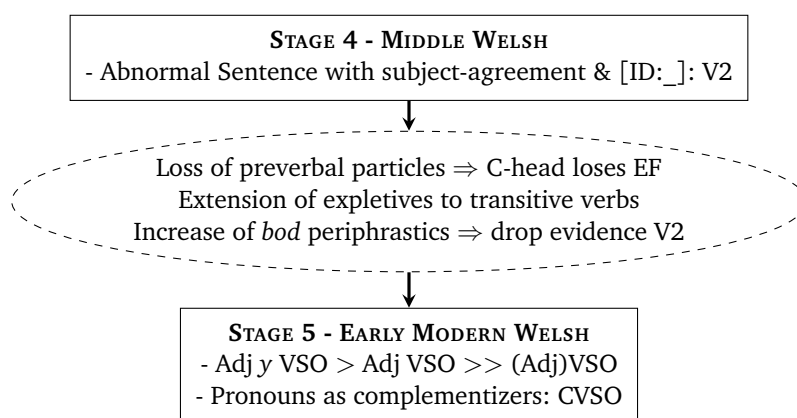 STAGE 4 - MIDDLE WELSH
- Abnormal Sentence with subject-agreement & [ID:_]: V2
Loss of preverbal particles ⇒ C-head loses EF
Extension of expletives to transitive verbs
Increase of bod periphrastics ⇒ drop evidence V2
STAGE 5 - EARLY MODERN WELSH
- Adj y VSO > Adj VSO >> (Adj)VSO
- Pronouns as complementizers: CVSO